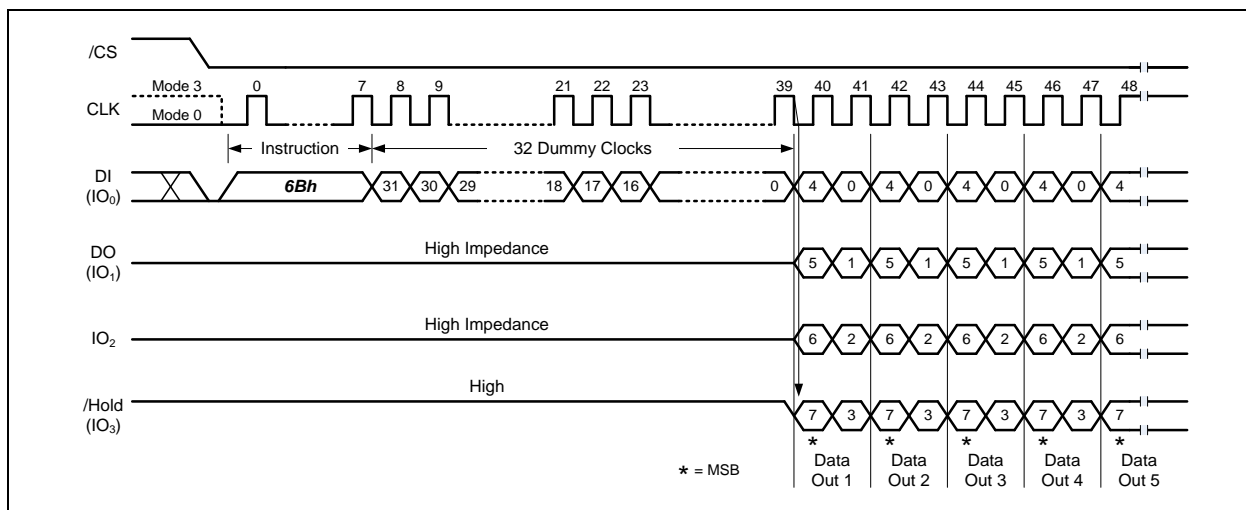 /CS
Mode 3 0 7 8 9 21 22 23 39 40 41 42 43 44 45 46 47 48
CLK
Mode 0
Instruction 32 Dummy Clocks
DI
(IO0)
6Bh 31 30 29 18 17 16 0 4 0 4 0 4 0 4 0 4
High Impedance
DO
(IO1)
5 1 5 1 5 1 5 1 5
High Impedance
IO2
6 2 6 2 6 2 6 2 6
High
/Hold
(IO3)
7 3 7 3 7 3 7 3 7
* * * * *
* = MSB
Data Data Data Data Data
Out 1 Out 2 Out 3 Out 4 Out 5